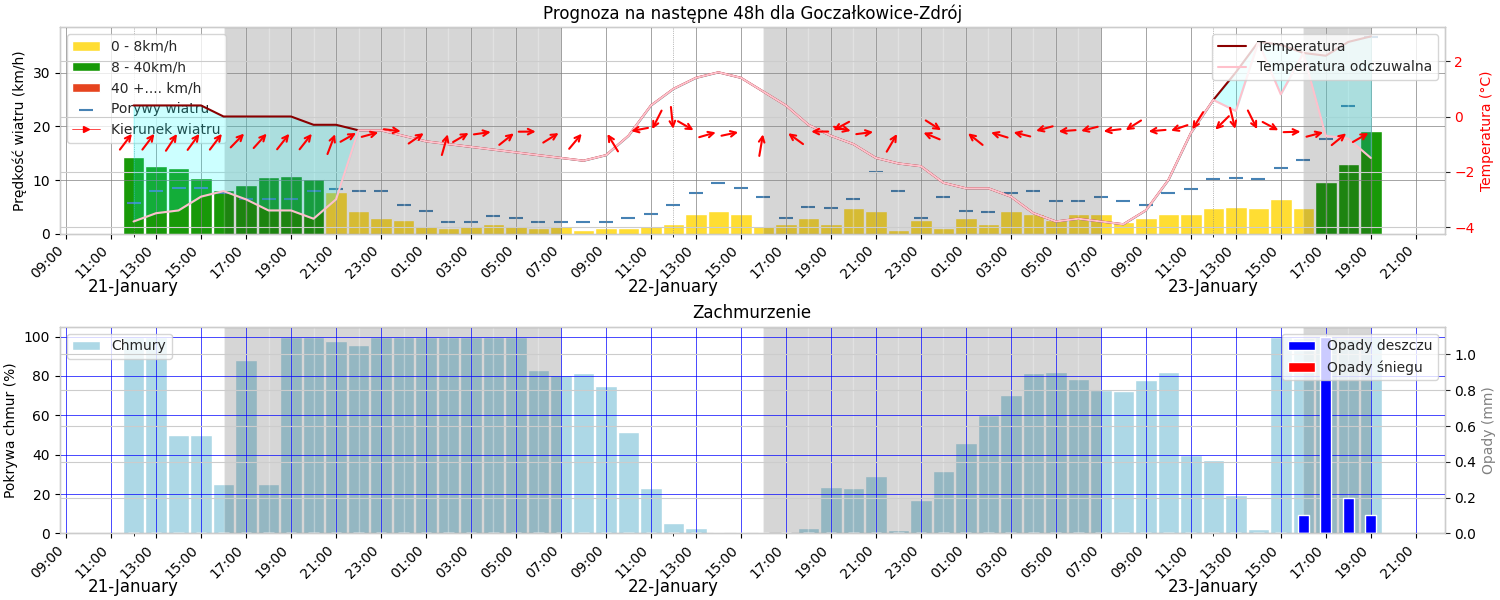 Prognoza na następne 48h dla Goczałkowice-Zdrój
Prędkość wiatru (km/h)
30
20
10
0
0 - 8km/h
8 - 40km/h
40 +.... km/h
Porywy wiatru
Kierunek wiatru
Temperatura
Temperatura odczuwalna
2
0
−2
−4
Temperatura (°C)
09:00 11:00 13:00 15:00 17:00 19:00 21:00 23:00 01:00 03:00 05:00 07:00 09:00 11:00 13:00 15:00 17:00 19:00 21:00 23:00 01:00 03:00 05:00 07:00 09:00 11:00 13:00 15:00 17:00 19:00 21:00
21-January 22-January 23-January
Zachmurzenie
Pokrywa chmur (%)
100
80
60
40
20
0
Chmury
Opady deszczu
Opady śniegu
1.0
0.8
0.6
0.4
0.2
0.0
Opady (mm)
09:00 11:00 13:00 15:00 17:00 19:00 21:00 23:00 01:00 03:00 05:00 07:00 09:00 11:00 13:00 15:00 17:00 19:00 21:00 23:00 01:00 03:00 05:00 07:00 09:00 11:00 13:00 15:00 17:00 19:00 21:00
21-January 22-January 23-January